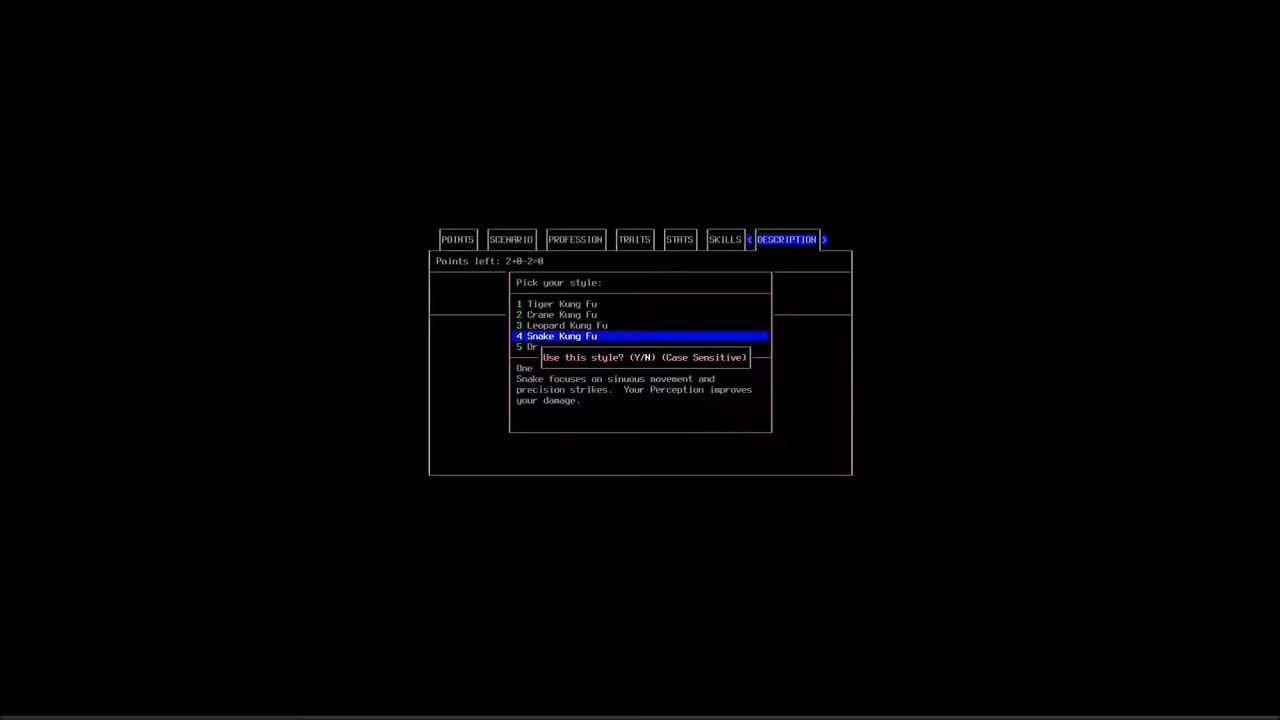 POINTS SCENARIO PROFESSION TRAITS STATS SKILLS < DESCRIPTION >
Points left: 2+0-2=0
Pick your style:
1 Tiger Kung Fu
2 Crane Kung Fu
3 Leopard Kung Fu
4 Snake Kung Fu
5 Dr
Use this style? (Y/N) (Case Sensitive)
One
Snake focuses on sinuous movement and
precision strikes. Your Perception improves
your damage.